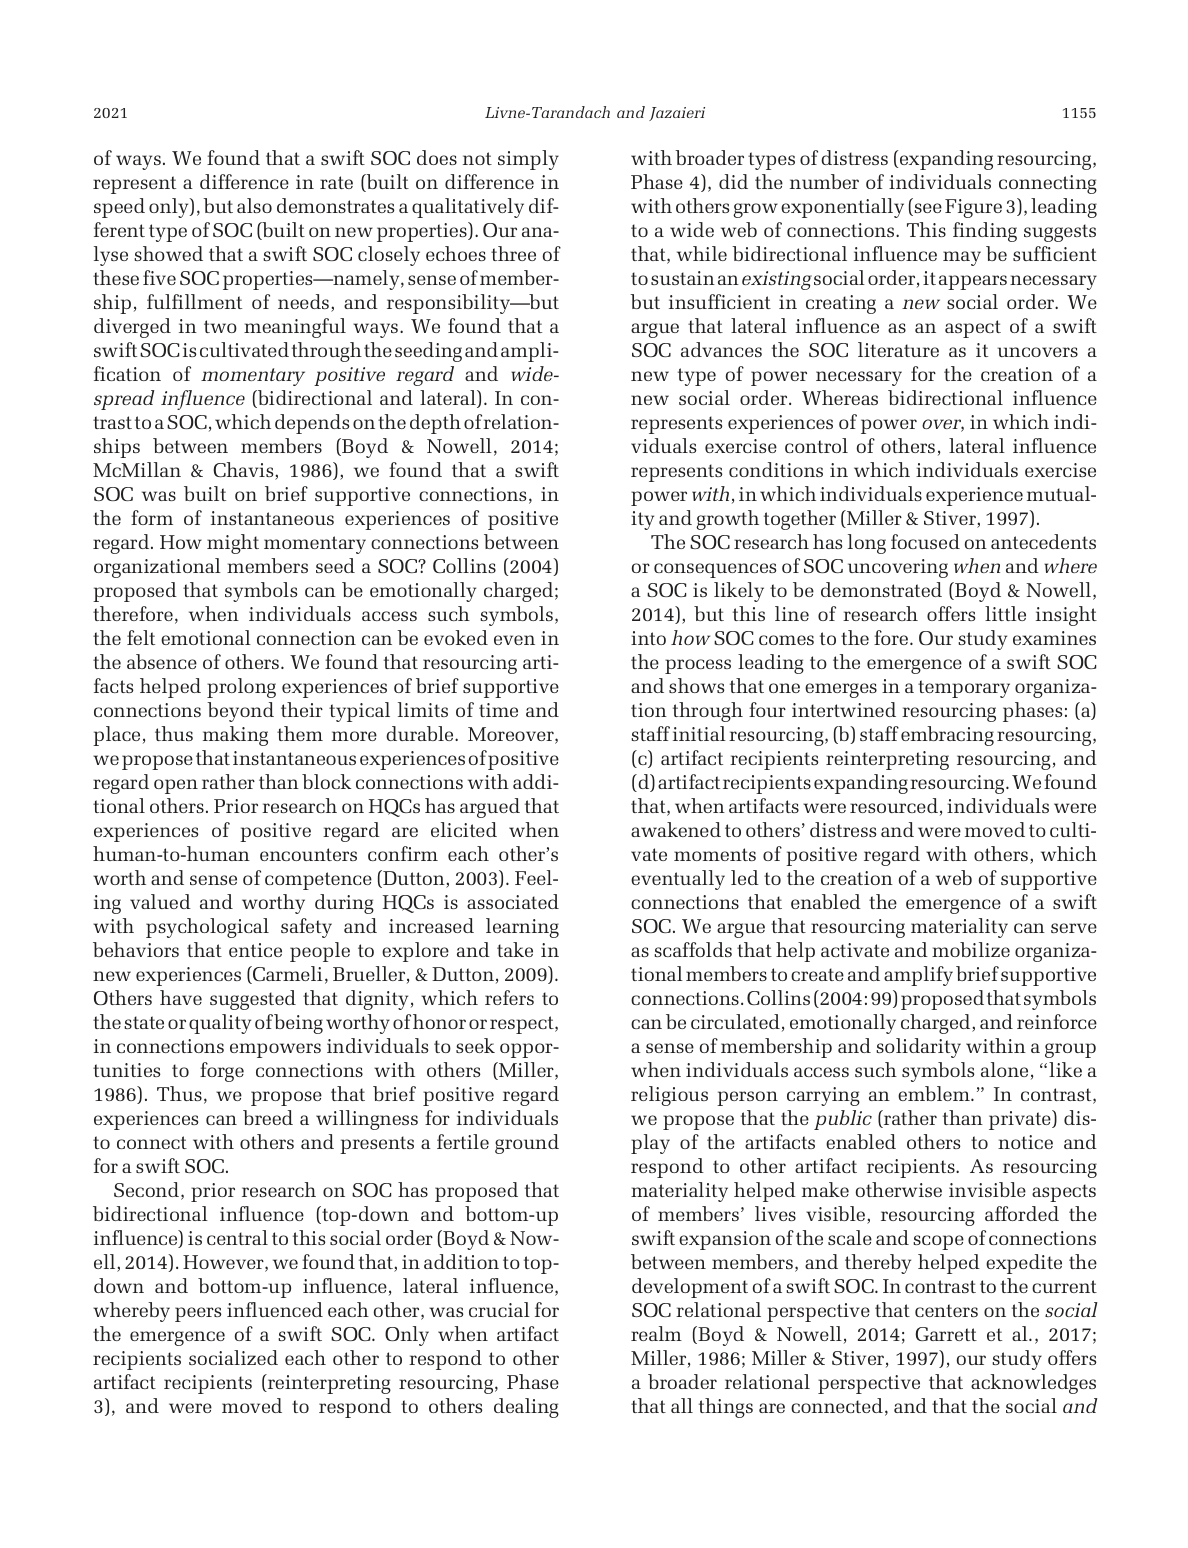 2021
Livne-Tarandach and Jazaieri
1155
of ways. We found that a swift SOC does not simply
represent a difference in rate (built on difference in
speed only), but also demonstrates a qualitatively dif-
ferent type of SOC (built on new properties). Our ana-
lyse showed that a swift SOC closely echoes three of
these five SOC properties—namely, sense of member-
ship, fulfillment of needs, and responsibility—but
diverged in two meaningful ways. We found that a
swift SOC is cultivated through the seeding and ampli-
fication of momentary positive regard and wide-
spread influence (bidirectional and lateral). In con-
trast to a SOC, which depends on the depth of relation-
ships between members (Boyd & Nowell, 2014;
McMillan & Chavis, 1986), we found that a swift
SOC was built on brief supportive connections, in
the form of instantaneous experiences of positive
regard. How might momentary connections between
organizational members seed a SOC? Collins (2004)
proposed that symbols can be emotionally charged;
therefore, when individuals access such symbols,
the felt emotional connection can be evoked even in
the absence of others. We found that resourcing arti-
facts helped prolong experiences of brief supportive
connections beyond their typical limits of time and
place, thus making them more durable. Moreover,
we propose that instantaneous experiences of positive
regard open rather than block connections with addi-
tional others. Prior research on HQCs has argued that
experiences of positive regard are elicited when
human-to-human encounters confirm each other's
worth and sense of competence (Dutton, 2003). Feel-
ing valued and worthy during HQCs is associated
with psychological safety and increased learning
behaviors that entice people to explore and take in
new experiences (Carmeli, Brueller, & Dutton, 2009).
Others have suggested that dignity, which refers to
the state or quality of being worthy of honor or respect,
in connections empowers individuals to seek oppor-
tunities to forge connections with others (Miller,
1986). Thus, we propose that brief positive regard
experiences can breed a willingness for individuals
to connect with others and presents a fertile ground
for a swift SOC.
Second, prior research on SOC has proposed that
bidirectional influence (top-down and bottom-up
influence) is central to this social order (Boyd & Now-
ell, 2014). However, we found that, in addition to top-
down and bottom-up influence, lateral influence,
whereby peers influenced each other, was crucial for
the emergence of a swift SOC. Only when artifact
recipients socialized each other to respond to other
artifact recipients (reinterpreting resourcing, Phase
3), and were moved to respond to others dealing
with broader types of distress (expanding resourcing,
Phase 4), did the number of individuals connecting
with others grow exponentially (see Figure 3), leading
to a wide web of connections. This finding suggests
that, while bidirectional influence may be sufficient
to sustain an existing social order, it appears necessary
but insufficient in creating a new social order. We
argue that lateral influence as an aspect of a swift
SOC advances the SOC literature as it uncovers a
new type of power necessary for the creation of a
new social order. Whereas bidirectional influence
represents experiences of power over, in which indi-
viduals exercise control of others, lateral influence
represents conditions in which individuals exercise
power with, in which individuals experience mutual-
ity and growth together (Miller & Stiver, 1997).
The SOC research has long focused on antecedents
or consequences of SOC uncovering when and where
a SOC is likely to be demonstrated (Boyd & Nowell,
2014), but this line of research offers little insight
into how SOC comes to the fore. Our study examines
the process leading to the emergence of a swift SOC
and shows that one emerges in a temporary organiza-
tion through four intertwined resourcing phases: (a)
staff initial resourcing, (b) staff embracing resourcing,
(c) artifact recipients reinterpreting resourcing, and
(d) artifact recipients expanding resourcing. We found
that, when artifacts were resourced, individuals were
awakened to others' distress and were moved to culti-
vate moments of positive regard with others, which
eventually led to the creation of a web of supportive
connections that enabled the emergence of a swift
SOC. We argue that resourcing materiality can serve
as scaffolds that help activate and mobilize organiza-
tional members to create and amplify brief supportive
connections. Collins (2004: 99) proposed that symbols
can be circulated, emotionally charged, and reinforce
a sense of membership and solidarity within a group
when individuals access such symbols alone, “like a
religious person carrying an emblem.” In contrast,
we propose that the public (rather than private) dis-
play of the artifacts enabled others to notice and
respond to other artifact recipients. As resourcing
materiality helped make otherwise invisible aspects
of members' lives visible, resourcing afforded the
swift expansion of the scale and scope of connections
between members, and thereby helped expedite the
development of a swift SOC. In contrast to the current
SOC relational perspective that centers on the social
realm (Boyd & Nowell, 2014; Garrett et al., 2017;
Miller, 1986; Miller & Stiver, 1997), our study offers
a broader relational perspective that acknowledges
that all things are connected, and that the social and